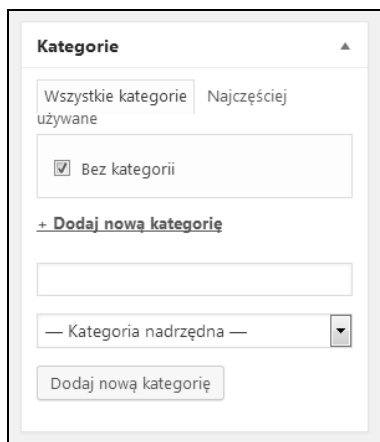 Kategorie
Wszystkie kategorie Najczęściej
używane
Bez kategorii
+ Dodaj nową kategorię
— Kategoria nadrzędna —
Dodaj nową kategorię